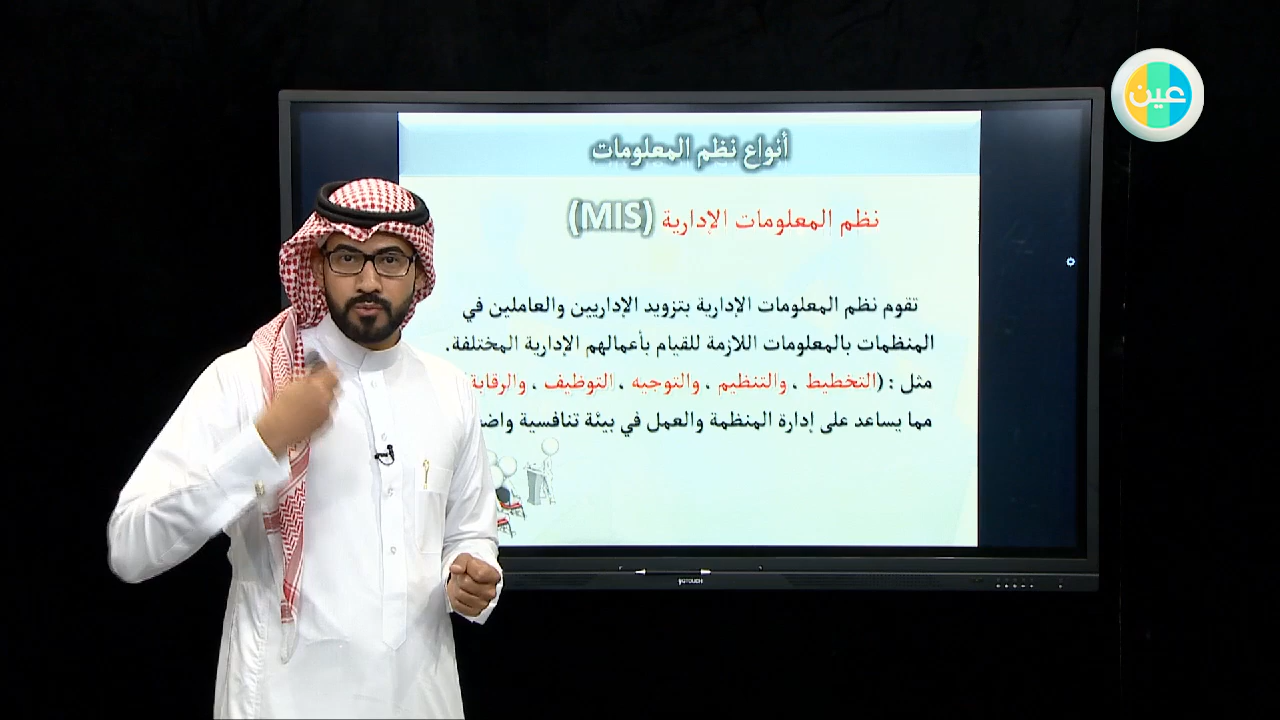 عين
أنواع نظم المعلومات
نظم المعلومات الإدارية (MIS)
تقوم نظم المعلومات الإدارية بتزويد الإداريين والعاملين في
المنظمات بالمعلومات اللازمة للقيام بأعمالهم الإدارية المختلفة.
مثل : (التخطيط ، والتنظيم ، والتوجيه ، التوظيف ، والرقابة
مما يساعد على إدارة المنظمة والعمل في بيئة تنافسية